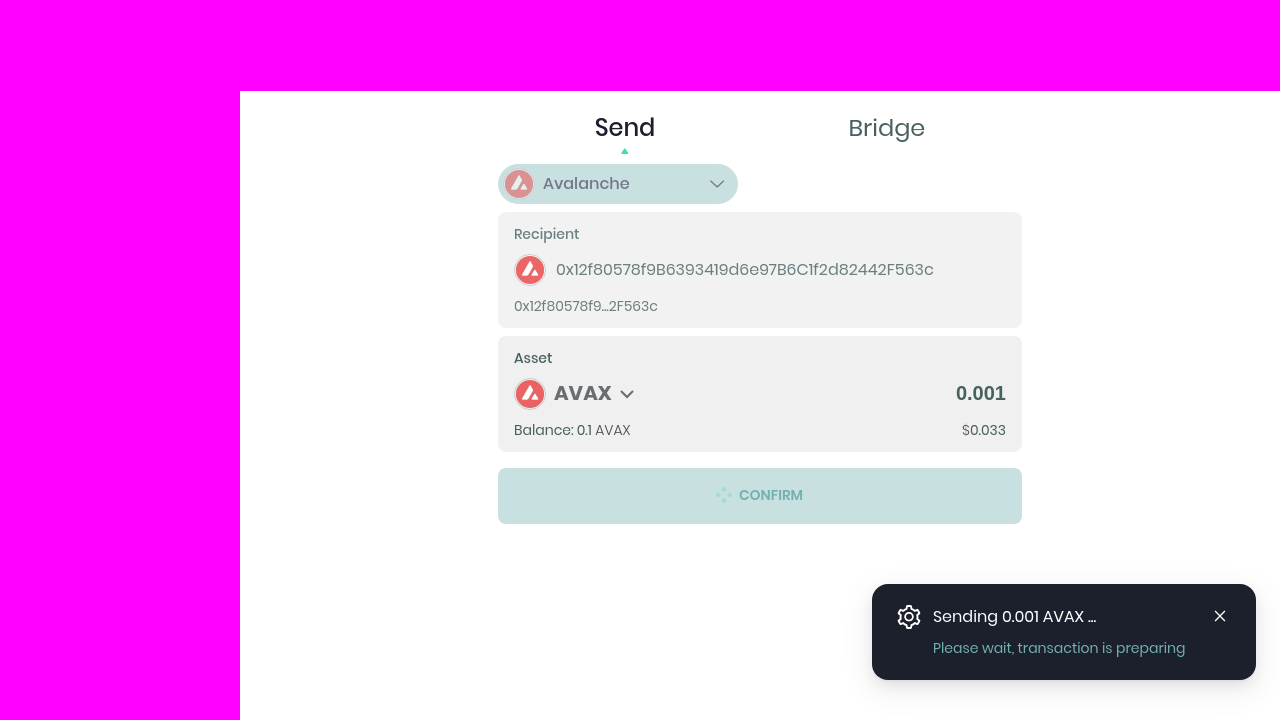 Send
Bridge
Avalanche
Recipient
0x12f80578f9B6393419d6e97B6C1f2d82442F563c
0x12f80578f9...2F563c
Asset
AVAX
0.001
Balance: 0.1 AVAX
$0.033
CONFIRM
Sending 0.001 AVAX ...
Please wait, transaction is preparing